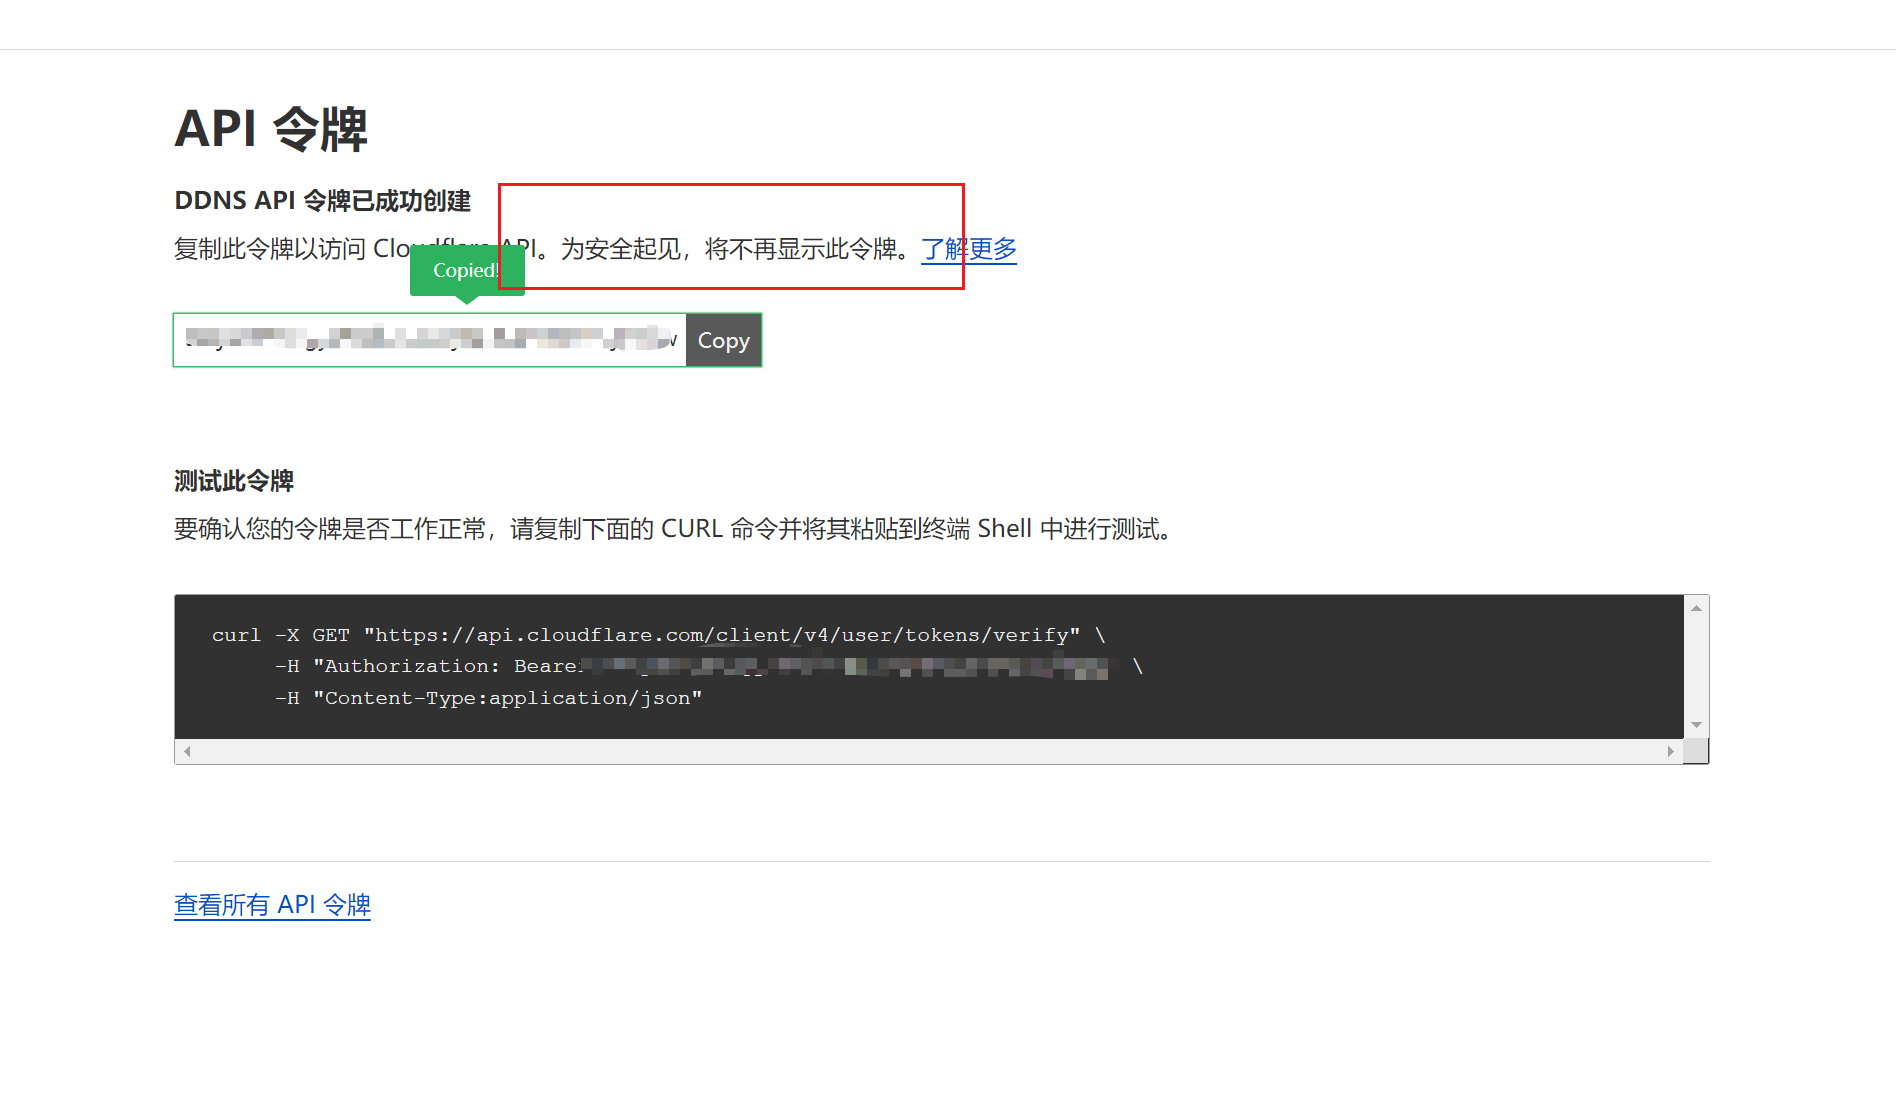 API 令牌
DDNS API 令牌已成功创建
复制此令牌以访问 Cloudflare API。为安全起见，将不再显示此令牌。了解更多
Copied!
Copy
测试此令牌
要确认您的令牌是否工作正常，请复制下面的 CURL 命令并将其粘贴到终端 Shell 中进行测试。
curl -X GET "https://api.cloudflare.com/client/v4/user/tokens/verify" \
-H "Authorization: Bearer \
-H "Content-Type:application/json"
查看所有 API 令牌